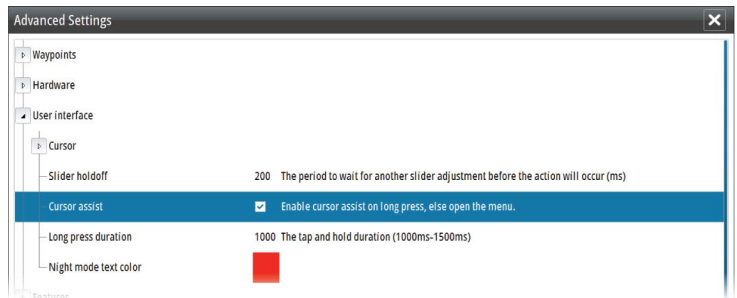 Advanced Settings
Waypoints
Hardware
User interface
Cursor
Slider holdoff 200 The period to wait for another slider adjustment before the action will occur (ms)
Cursor assist Enable cursor assist on long press, else open the menu.
Long press duration 1000 The tap and hold duration (1000ms-1500ms)
Night mode text color
Features